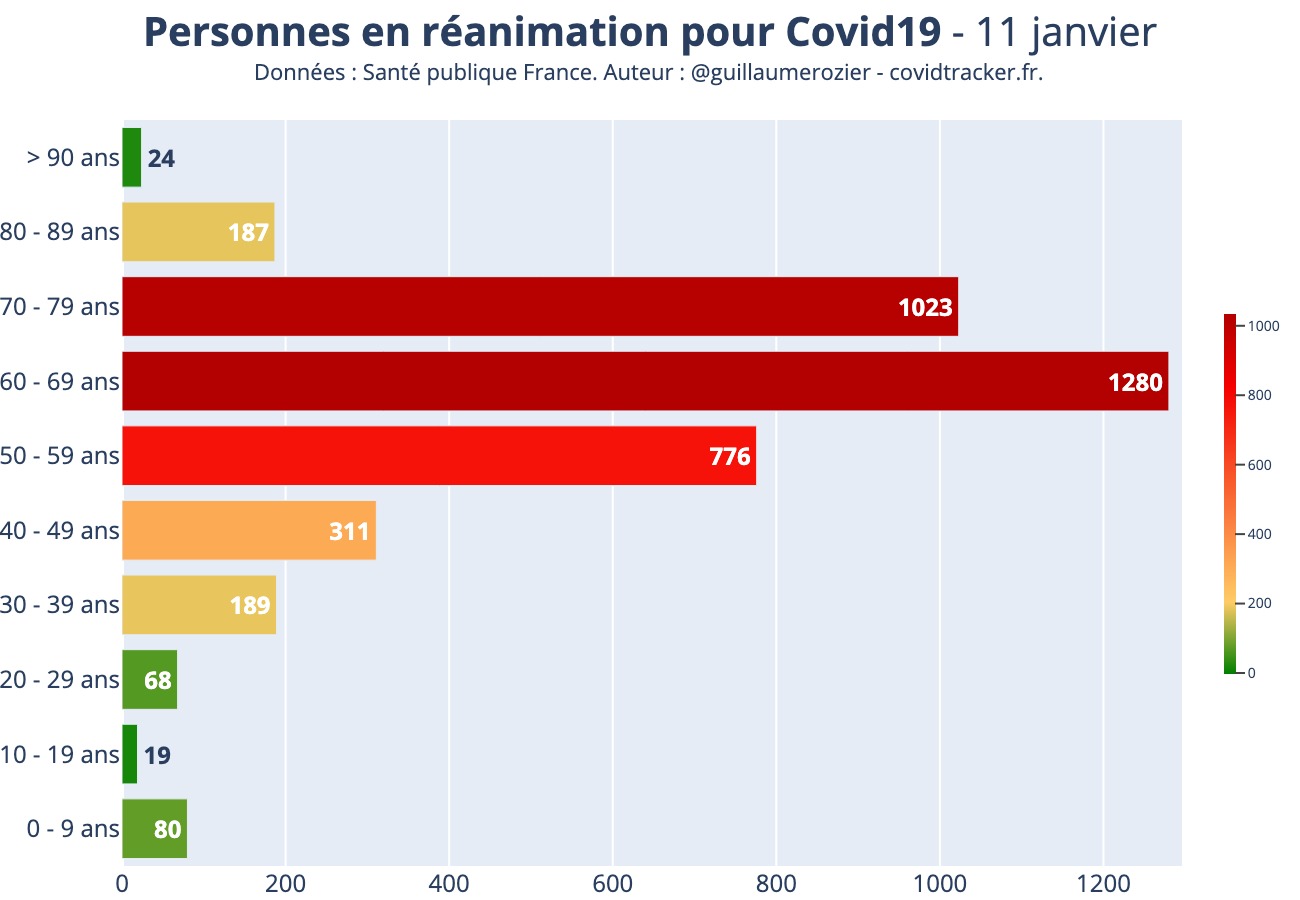 Personnes en réanimation pour Covid19 - 11 janvier
Données : Santé publique France. Auteur : @guillaumerozier - covidtracker.fr.
> 90 ans 24
80 - 89 ans 187
70 - 79 ans 1023
60 - 69 ans 1280
50 - 59 ans 776
40 - 49 ans 311
30 - 39 ans 189
20 - 29 ans 68
10 - 19 ans 19
0 - 9 ans 80
0 200 400 600 800 1000 1200
1000
800
600
400
200
0